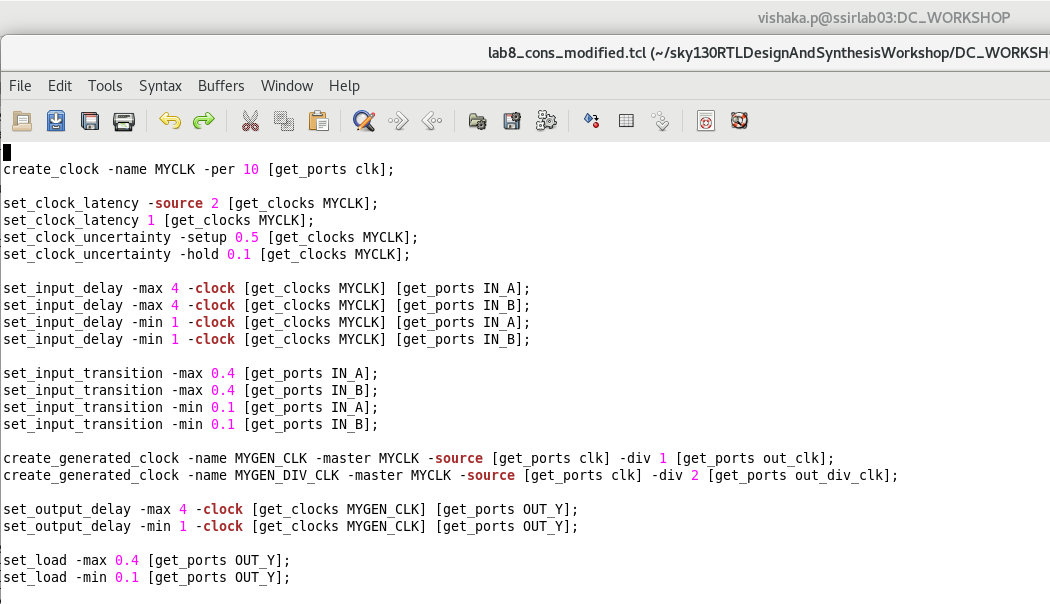 vishaka.p@ssirlab03:DC_WORKSHOP
lab8_cons_modified.tcl (~/sky130RTLDesignAndSynthesisWorkshop/DC_WORKSH
File Edit Tools Syntax Buffers Window Help
create_clock -name MYCLK -per 10 [get_ports clk];
set_clock_latency -source 2 [get_clocks MYCLK];
set_clock_latency 1 [get_clocks MYCLK];
set_clock_uncertainty -setup 0.5 [get_clocks MYCLK];
set_clock_uncertainty -hold 0.1 [get_clocks MYCLK];
set_input_delay -max 4 -clock [get_clocks MYCLK] [get_ports IN_A];
set_input_delay -max 4 -clock [get_clocks MYCLK] [get_ports IN_B];
set_input_delay -min 1 -clock [get_clocks MYCLK] [get_ports IN_A];
set_input_delay -min 1 -clock [get_clocks MYCLK] [get_ports IN_B];
set_input_transition -max 0.4 [get_ports IN_A];
set_input_transition -max 0.4 [get_ports IN_B];
set_input_transition -min 0.1 [get_ports IN_A];
set_input_transition -min 0.1 [get_ports IN_B];
create_generated_clock -name MYGEN_CLK -master MYCLK -source [get_ports clk] -div 1 [get_ports out_clk];
create_generated_clock -name MYGEN_DIV_CLK -master MYCLK -source [get_ports clk] -div 2 [get_ports out_div_clk];
set_output_delay -max 4 -clock [get_clocks MYGEN_CLK] [get_ports OUT_Y];
set_output_delay -min 1 -clock [get_clocks MYGEN_CLK] [get_ports OUT_Y];
set_load -max 0.4 [get_ports OUT_Y];
set_load -min 0.1 [get_ports OUT_Y];